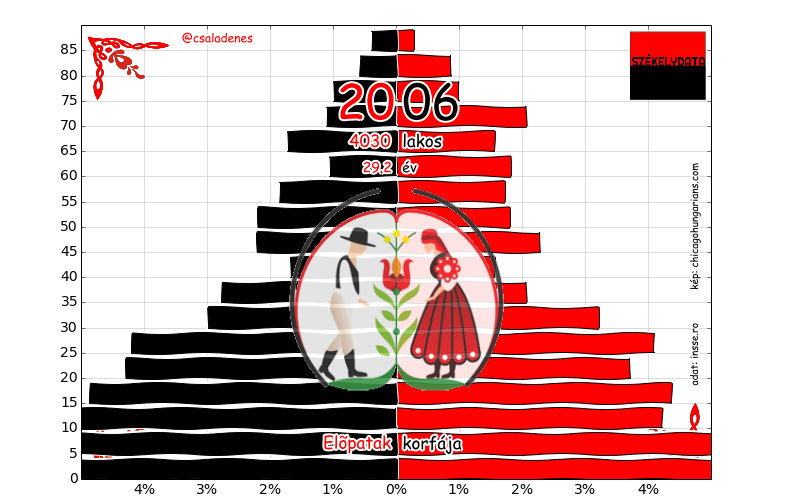 @csaladenes
SZÉKELYDATA
2006
4030 lakos
29.2 év
kép: chicagohungarians.com
adat: insse.ro
Előpatak korfája
85
80
75
70
65
60
55
50
45
40
35
30
25
20
15
10
5
0
4% 3% 2% 1% 0% 1% 2% 3% 4%